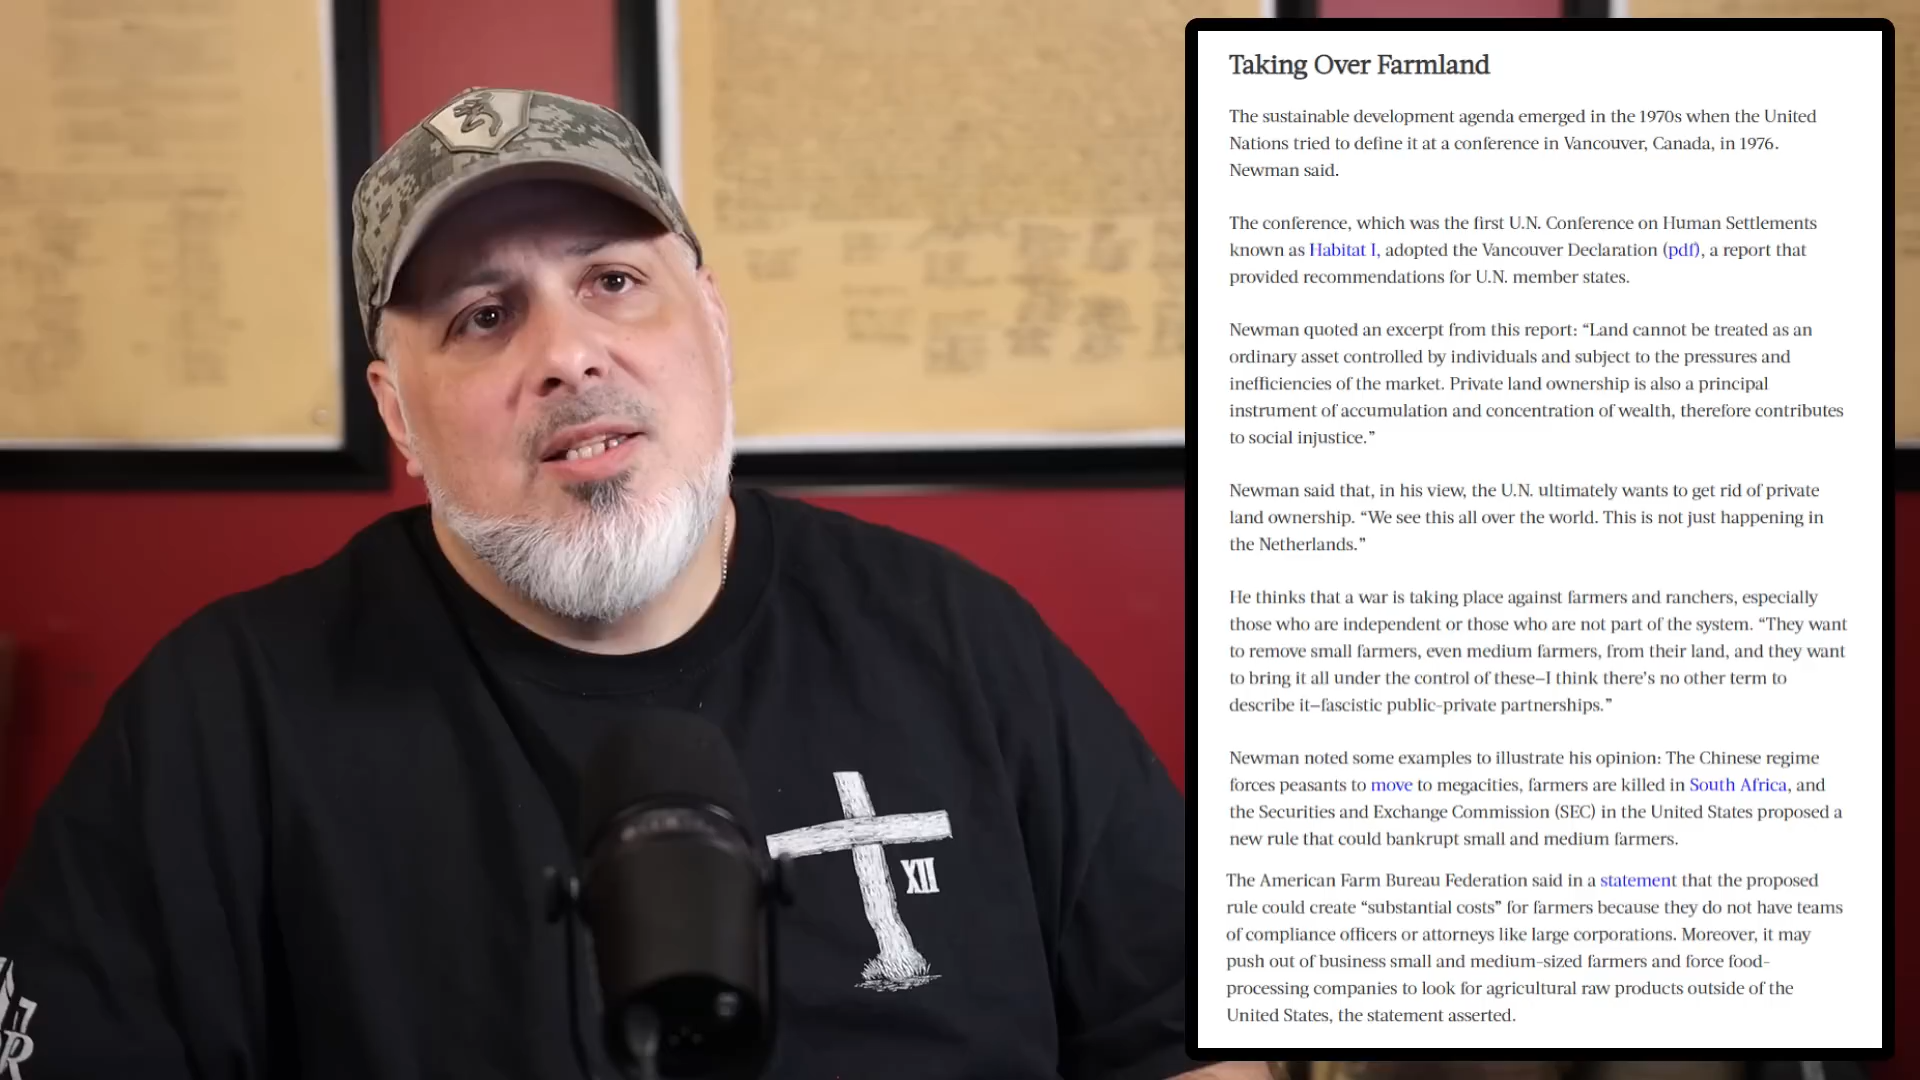 Taking Over Farmland
The sustainable development agenda emerged in the 1970s when the United
Nations tried to define it at a conference in Vancouver, Canada, in 1976.
Newman said.
The conference, which was the first U.N. Conference on Human Settlements
known as Habitat I, adopted the Vancouver Declaration (pdf), a report that
provided recommendations for U.N. member states.
Newman quoted an excerpt from this report: “Land cannot be treated as an
ordinary asset controlled by individuals and subject to the pressures and
inefficiencies of the market. Private land ownership is also a principal
instrument of accumulation and concentration of wealth, therefore contributes
to social injustice.”
Newman said that, in his view, the U.N. ultimately wants to get rid of private
land ownership. “We see this all over the world. This is not just happening in
the Netherlands.”
He thinks that a war is taking place against farmers and ranchers, especially
those who are independent or those who are not part of the system. “They want
to remove small farmers, even medium farmers, from their land, and they want
to bring it all under the control of these—I think there’s no other term to
describe it—fascistic public-private partnerships.”
Newman noted some examples to illustrate his opinion: The Chinese regime
forces peasants to move to megacities, farmers are killed in South Africa, and
the Securities and Exchange Commission (SEC) in the United States proposed a
new rule that could bankrupt small and medium farmers.
The American Farm Bureau Federation said in a statement that the proposed
rule could create “substantial costs” for farmers because they do not have teams
of compliance officers or attorneys like large corporations. Moreover, it may
push out of business small and medium-sized farmers and force food-
processing companies to look for agricultural raw products outside of the
United States, the statement asserted.
XII